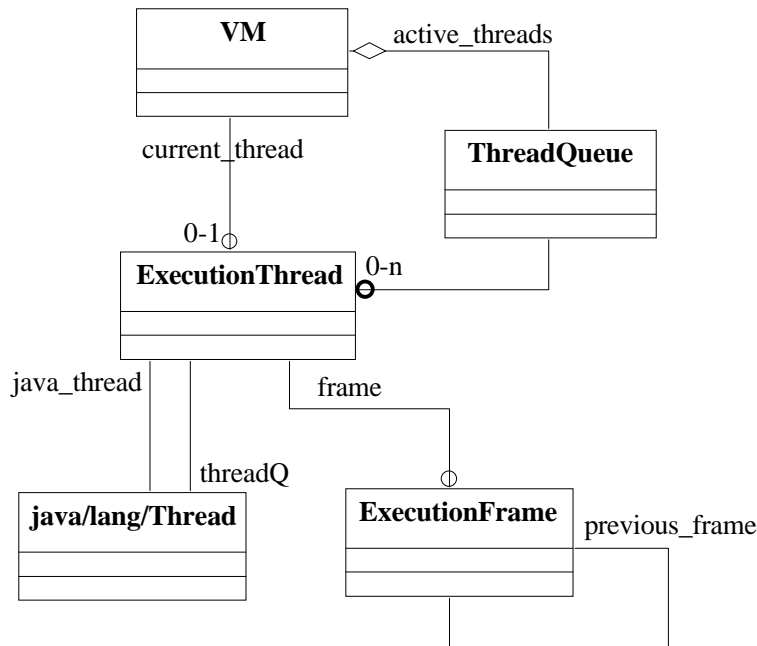 VM
active_threads
current_thread
ThreadQueue
0-1
0-n
ExecutionThread
java_thread
frame
threadQ
java/lang/Thread
ExecutionFrame
previous_frame